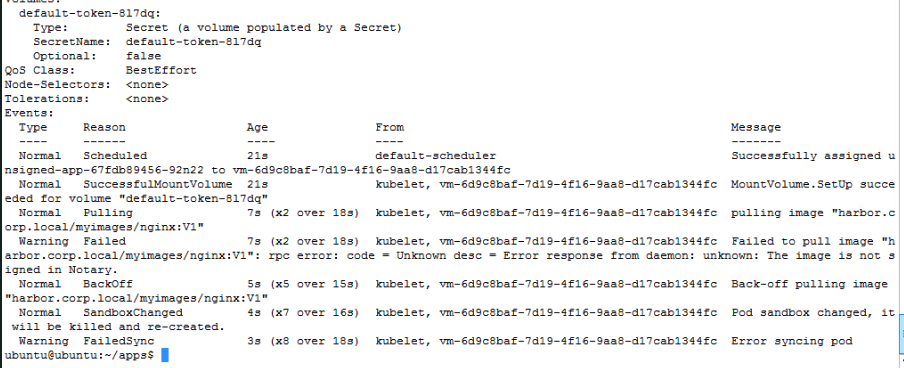 Volumes:
  default-token-8l7dq:
    Type:        Secret (a volume populated by a Secret)
    SecretName:  default-token-8l7dq
    Optional:    false
QoS Class:       BestEffort
Node-Selectors:  <none>
Tolerations:     <none>
Events:
  Type     Reason                 Age                From                                               Message
  ----     ------                 ----               ----                                               -------
  Normal   Scheduled              21s                default-scheduler                                  Successfully assigned u
nsigned-app-67fdb89456-92n22 to vm-6d9c8baf-7d19-4f16-9aa8-d17cab1344fc
  Normal   SuccessfulMountVolume  21s                kubelet, vm-6d9c8baf-7d19-4f16-9aa8-d17cab1344fc  MountVolume.SetUp succe
eded for volume "default-token-8l7dq"
  Normal   Pulling                7s (x2 over 18s)   kubelet, vm-6d9c8baf-7d19-4f16-9aa8-d17cab1344fc  pulling image "harbor.c
orp.local/myimages/nginx:V1"
  Warning  Failed                 7s (x2 over 18s)   kubelet, vm-6d9c8baf-7d19-4f16-9aa8-d17cab1344fc  Failed to pull image "h
arbor.corp.local/myimages/nginx:V1": rpc error: code = Unknown desc = Error response from daemon: unknown: The image is not s
igned in Notary.
  Normal   BackOff                5s (x5 over 15s)   kubelet, vm-6d9c8baf-7d19-4f16-9aa8-d17cab1344fc  Back-off pulling image
"harbor.corp.local/myimages/nginx:V1"
  Normal   SandboxChanged         4s (x7 over 16s)   kubelet, vm-6d9c8baf-7d19-4f16-9aa8-d17cab1344fc  Pod sandbox changed, it
 will be killed and re-created.
  Warning  FailedSync             3s (x8 over 18s)   kubelet, vm-6d9c8baf-7d19-4f16-9aa8-d17cab1344fc  Error syncing pod
ubuntu@ubuntu:~/apps$